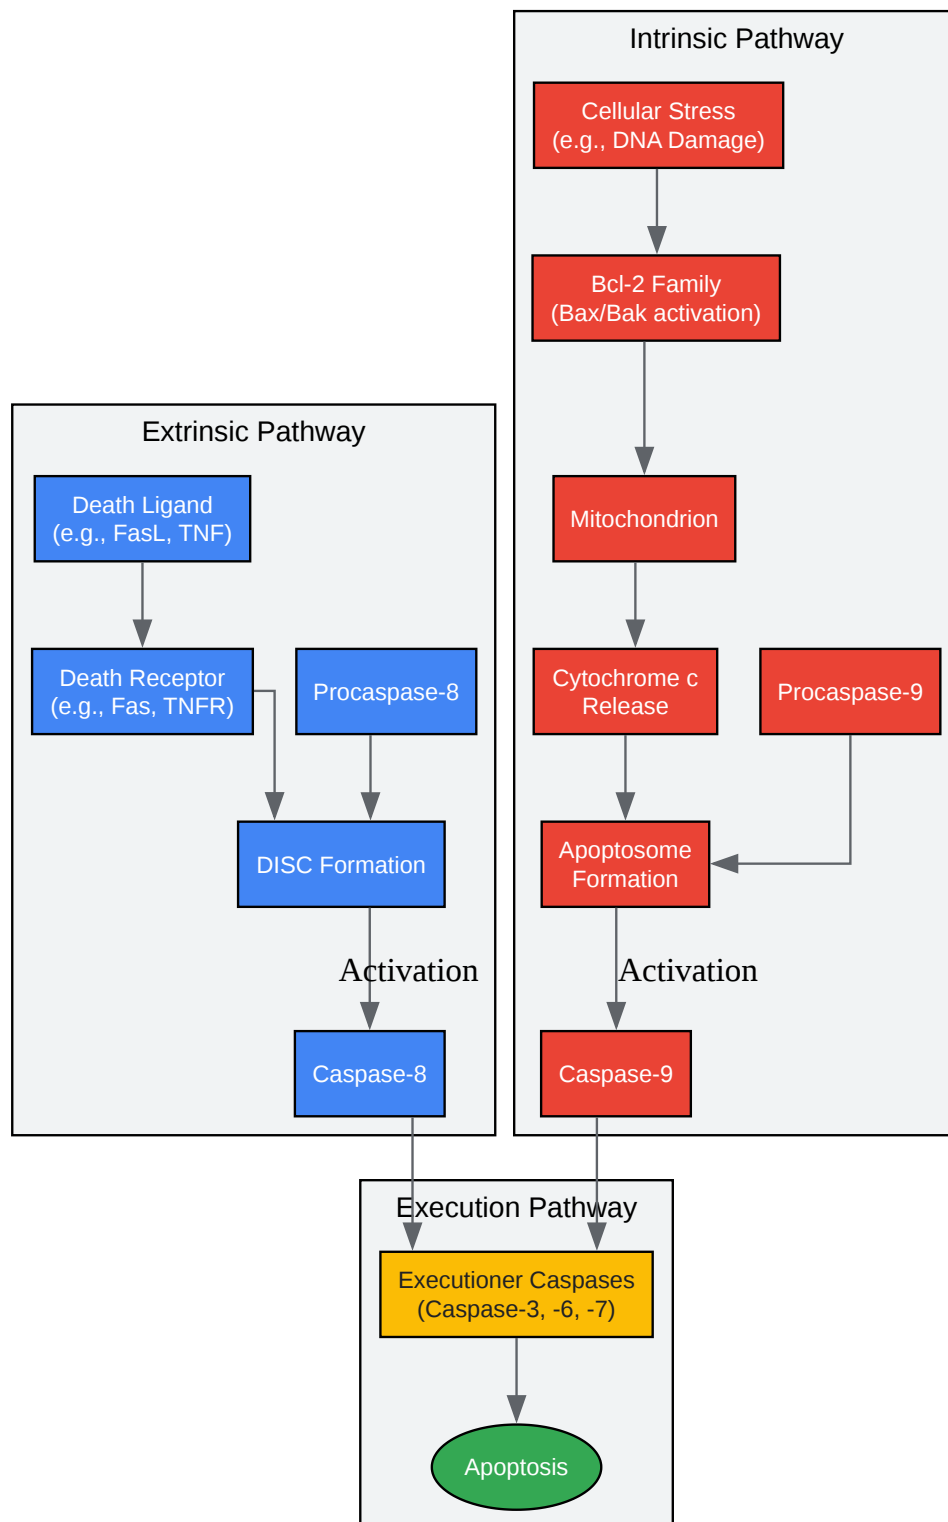 Intrinsic Pathway
Cellular Stress
(e.g., DNA Damage)
Bcl-2 Family
(Bax/Bak activation)
Mitochondrion
Cytochrome c
Release
Procaspase-9
Apoptosome
Formation
Activation
Caspase-9
Extrinsic Pathway
Death Ligand
(e.g., FasL, TNF)
Death Receptor
(e.g., Fas, TNFR)
Procaspase-8
DISC Formation
Activation
Caspase-8
Execution Pathway
Executioner Caspases
(Caspase-3, -6, -7)
Apoptosis